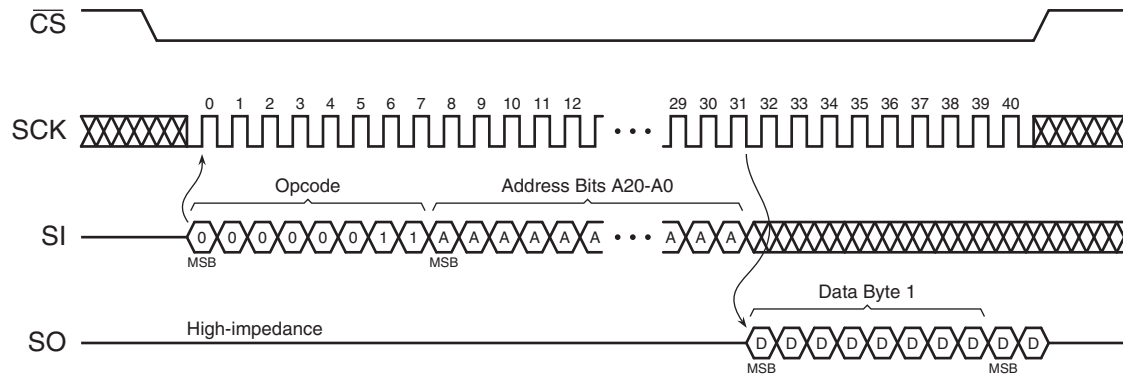 CS
0 1 2 3 4 5 6 7 8 9 10 11 12 29 30 31 32 33 34 35 36 37 38 39 40
SCK • • •
Opcode Address Bits A20-A0
SI 0 0 0 0 0 0 1 1 A A A A A A • • • A A A
MSB MSB
Data Byte 1
High-impedance
SO D D D D D D D D D D
MSB MSB